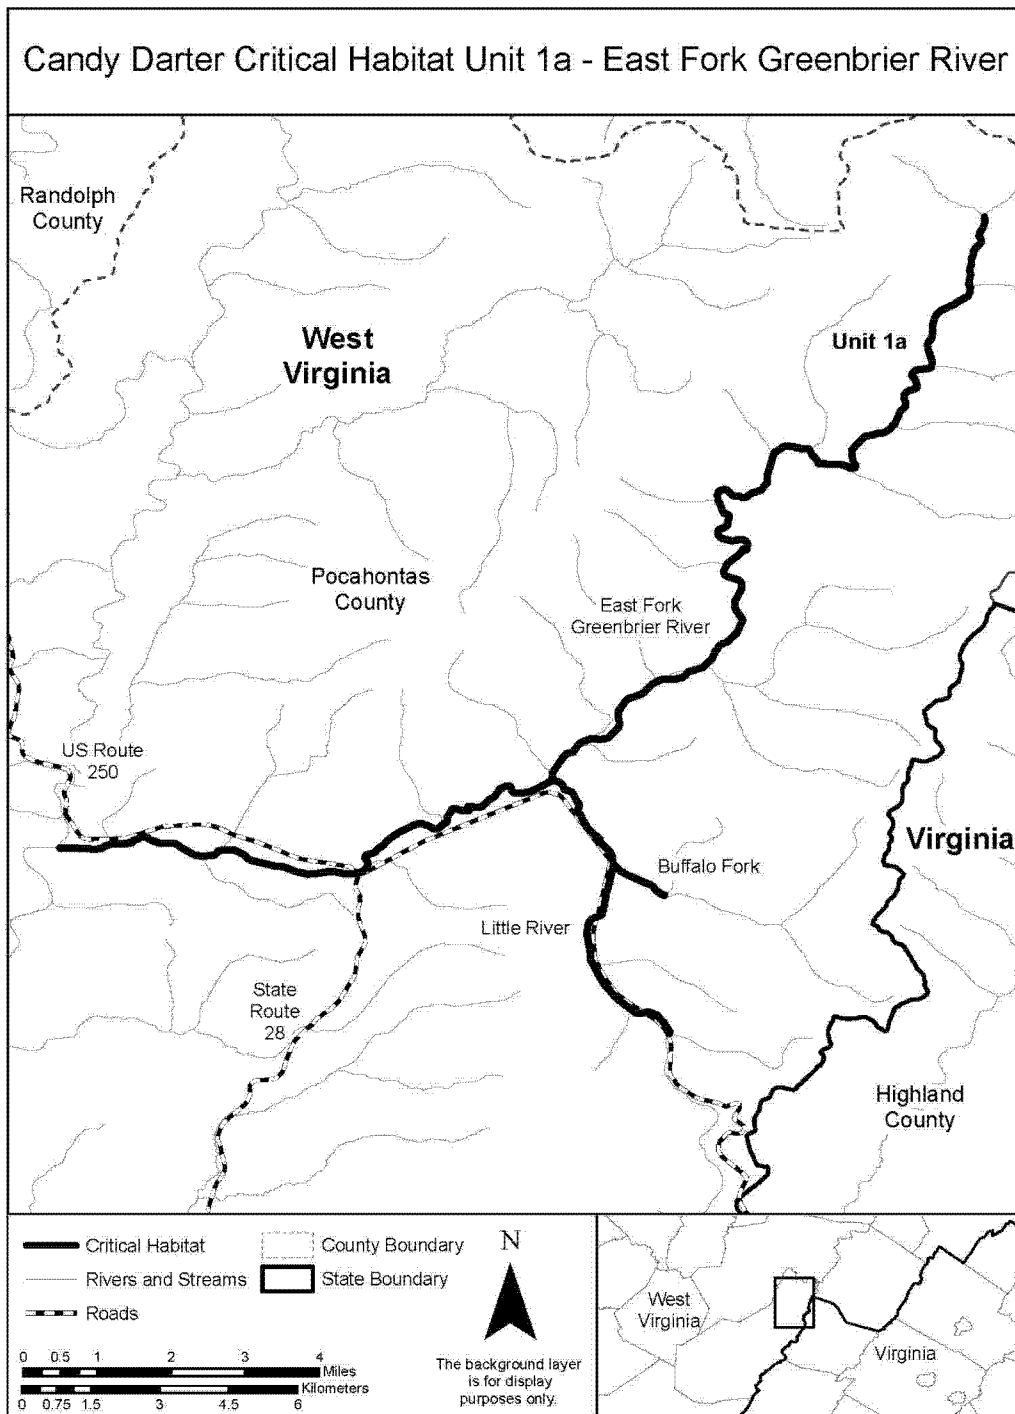 Candy Darter Critical Habitat Unit 1a - East Fork Greenbrier River
Randolph
County
West
Virginia
Unit 1a
Pocahontas
County
East Fork
Greenbrier River
US Route
250
Virginia
Buffalo Fork
Little River
State
Route
28
Highland
County
Critical Habitat
Rivers and Streams
Roads
County Boundary
State Boundary
N
0 0.5 1 2 3 4
Miles
Kilometers
0 0.75 1.5 3 4.5 6
The background layer
is for display
purposes only.
West
Virginia
Virginia